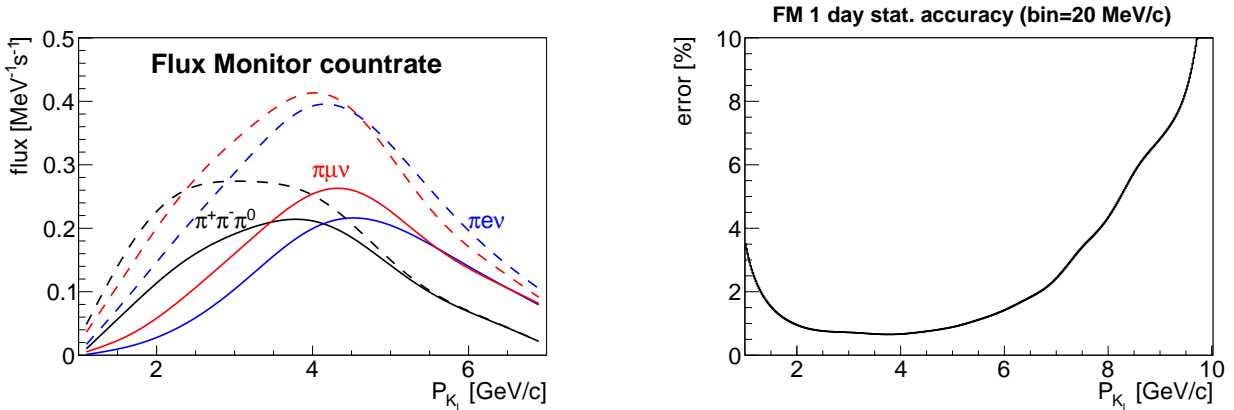 Flux Monitor countrate
flux [MeV⁻¹s⁻¹]
0.5
0.4
0.3
0.2
0.1
0
πμν
π⁺π⁻π⁰
πeν
2 4 6
P_{K_L} [GeV/c]
FM 1 day stat. accuracy (bin=20 MeV/c)
error [%]
10
8
6
4
2
0
2 4 6 8 10
P_{K_L} [GeV/c]